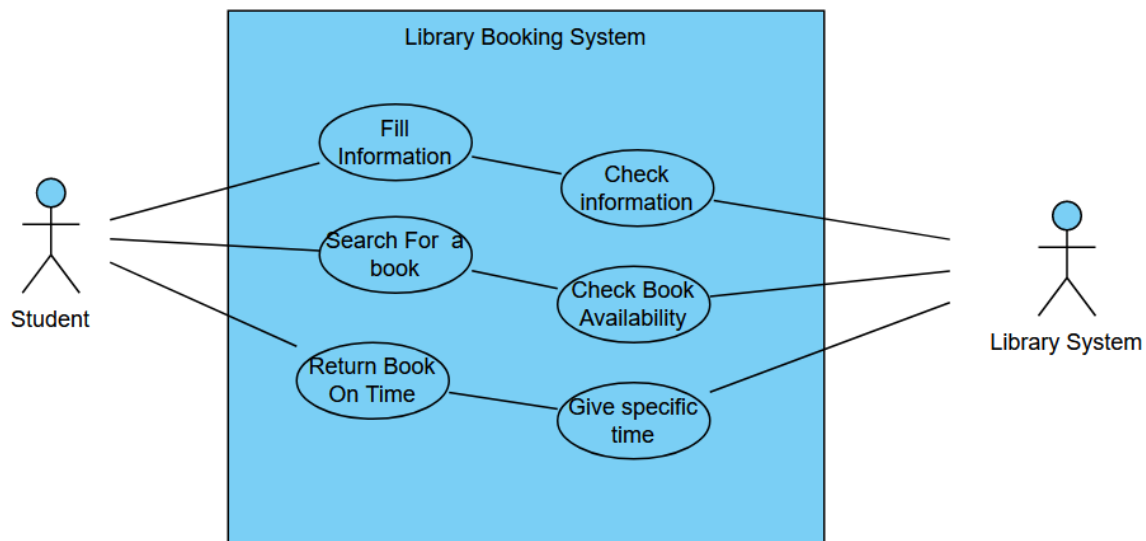 Library Booking System
Fill
Information
Check
information
Search For a
book
Check Book
Availability
Student
Library System
Return Book
On Time
Give specific
time